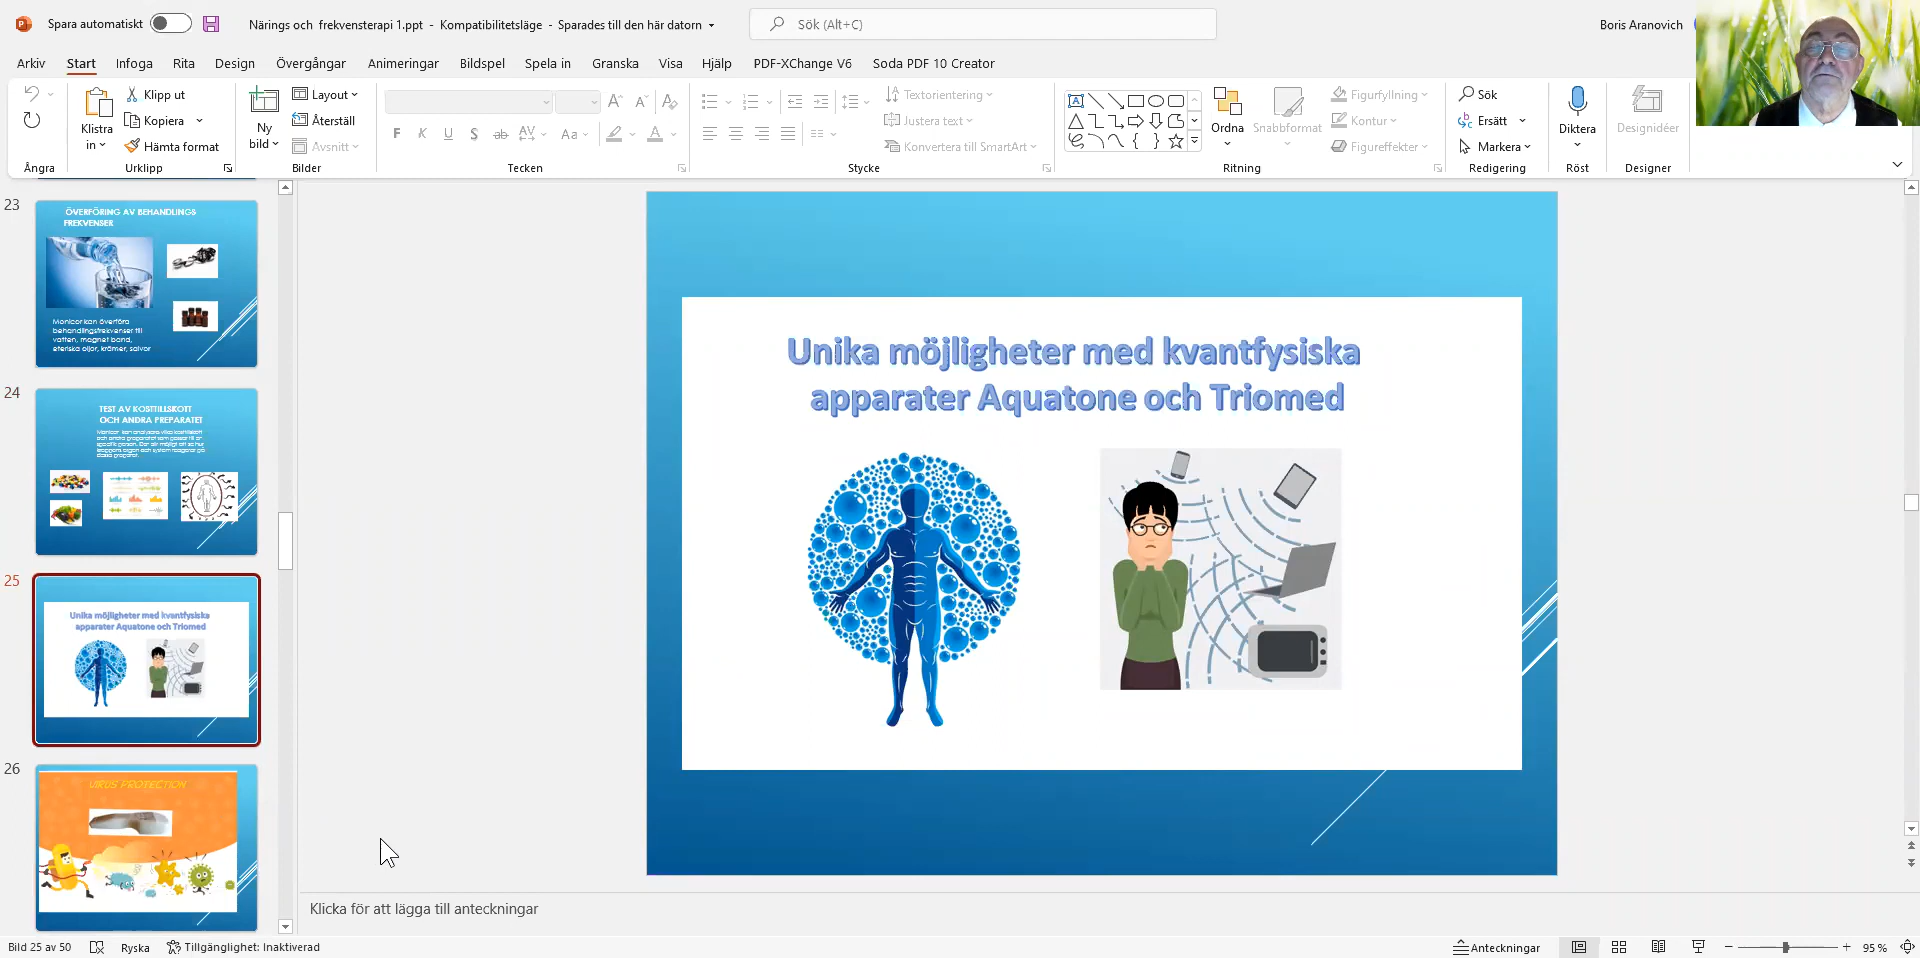 Spara automatiskt
Närings och frekvensterapi 1.ppt - Kompatibilitetsläge - Sparades till den här datorn
Sök (Alt+C)
Boris Aranovich
Arkiv Start Infoga Rita Design Övergångar Animeringar Bildspel Spela in Granska Visa Hjälp PDF-XChange V6 Soda PDF 10 Creator
Ångra
Klistra in
Klipp ut
Kopiera
Hämta format
Urklipp
Ny bild
Layout
Återställ
Avsnitt
Bilder
F K U S ab AV Aa A
Tecken
Textorientering
Justera text
Konvertera till SmartArt
Stycke
Ordna
Snabbformat
Figurfyllning
Kontur
Figureffekter
Ritning
Sök
Ersätt
Markera
Redigering
Diktera
Röst
Designidéer
Designer
23
ÖVERFÖRING AV BEHANDLINGS
FREKVENSER
Monicor kan överföra
behandlingsfrekvenser till
vatten, magnet band,
eteriska oljor, krämer, salvor
24
TEST AV KOSTTILLSKOTT
OCH ANDRA PREPARATET
25
Unika möjligheter med kvantfysiska
apparater Aquatone och Triomed
26
VIRUS PROTECTION
Unika möjligheter med kvantfysiska
apparater Aquatone och Triomed
Klicka för att lägga till anteckningar
Bild 25 av 50
Ryska
Tillgänglighet: Inaktiverad
Anteckningar
95 %